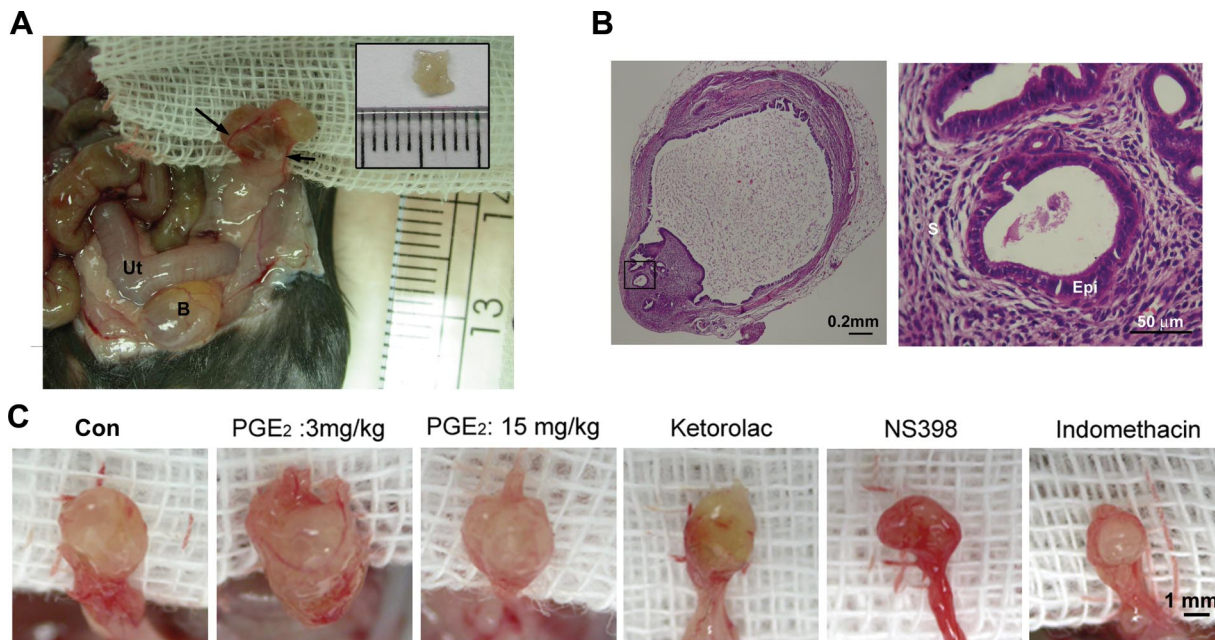 A
Ut
B
14
13
B
0.2mm
S
Epi
50 μm
C
Con
PGE₂ :3mg/kg
PGE₂: 15 mg/kg
Ketorolac
NS398
Indomethacin
1 mm